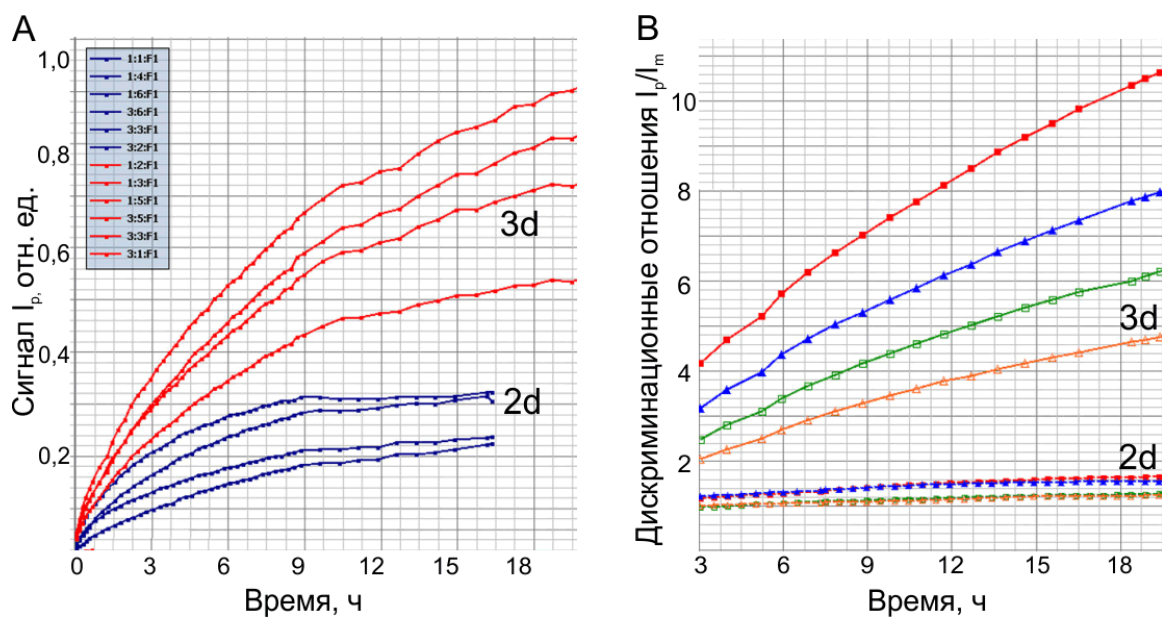 A
Сигнал Ip, отн. ед.
1,0
0,8
0,6
0,4
0,2
1:1:F1
1:4:F1
1:6:F1
3:6:F1
3:3:F1
3:2:F1
1:2:F1
1:3:F1
1:5:F1
3:5:F1
3:3:F1
3:1:F1
3d
2d
0 3 6 9 12 15 18
Время, ч
B
Дискриминационные отношения Ip/Im
10
8
6
4
2
3d
2d
3 6 9 12 15 18
Время, ч